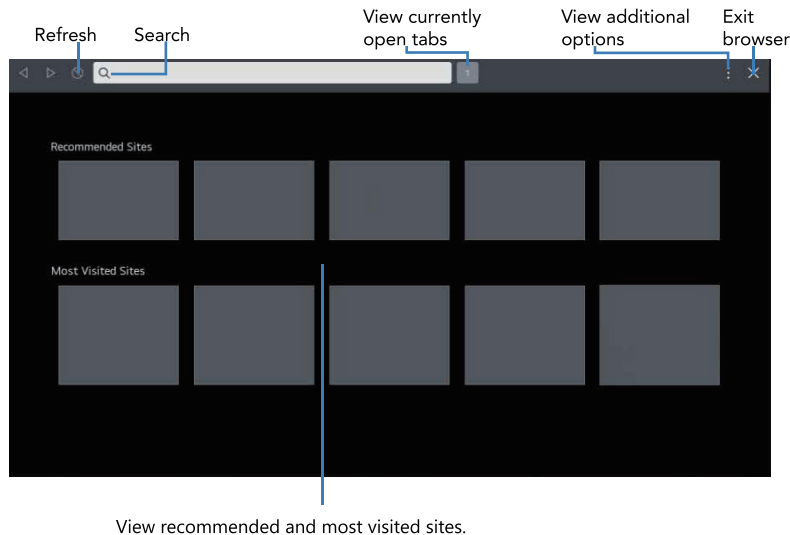 View currently
open tabs
View additional
options
Exit
browser
Refresh
Search
1
Recommended Sites
Most Visited Sites
View recommended and most visited sites.